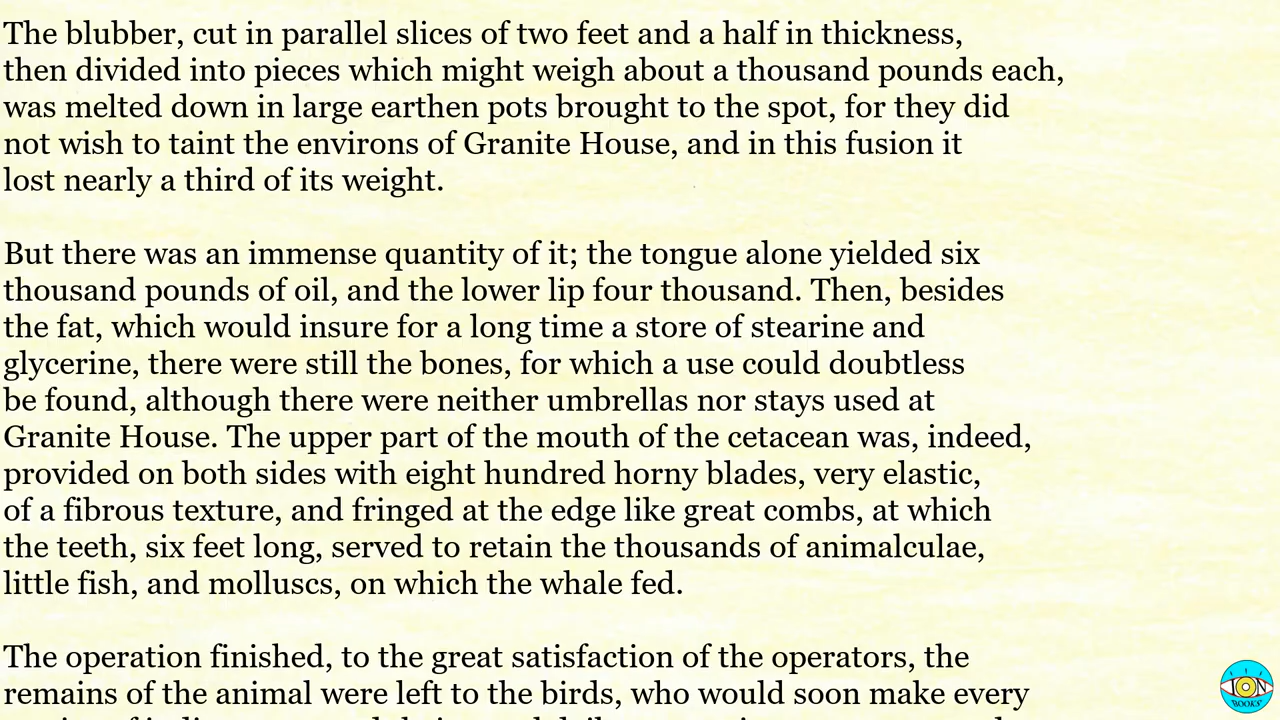 The blubber, cut in parallel slices of two feet and a half in thickness,
then divided into pieces which might weigh about a thousand pounds each,
was melted down in large earthen pots brought to the spot, for they did
not wish to taint the environs of Granite House, and in this fusion it
lost nearly a third of its weight.
But there was an immense quantity of it; the tongue alone yielded six
thousand pounds of oil, and the lower lip four thousand. Then, besides
the fat, which would insure for a long time a store of stearine and
glycerine, there were still the bones, for which a use could doubtless
be found, although there were neither umbrellas nor stays used at
Granite House. The upper part of the mouth of the cetacean was, indeed,
provided on both sides with eight hundred horny blades, very elastic,
of a fibrous texture, and fringed at the edge like great combs, at which
the teeth, six feet long, served to retain the thousands of animalculae,
little fish, and molluscs, on which the whale fed.
The operation finished, to the great satisfaction of the operators, the
remains of the animal were left to the birds, who would soon make every
ION
BOOKS